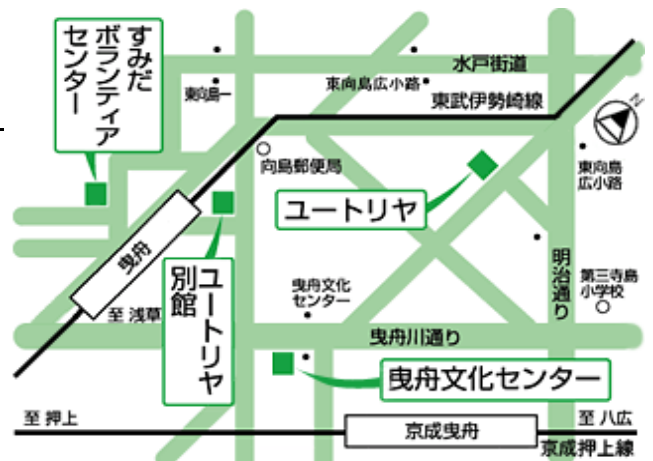 すみだ
ボランティア
センター
水戸街道
東向島一
東向島広小路
東武伊勢崎線
N
向島郵便局
東向島
広小路
ユートリヤ
曳舟
ユートリヤ
別館
明治通り
第三寺島
小学校
曳舟文化
センター
至 浅草
曳舟川通り
曳舟文化センター
至 押上
京成曳舟
至 八広
京成押上線